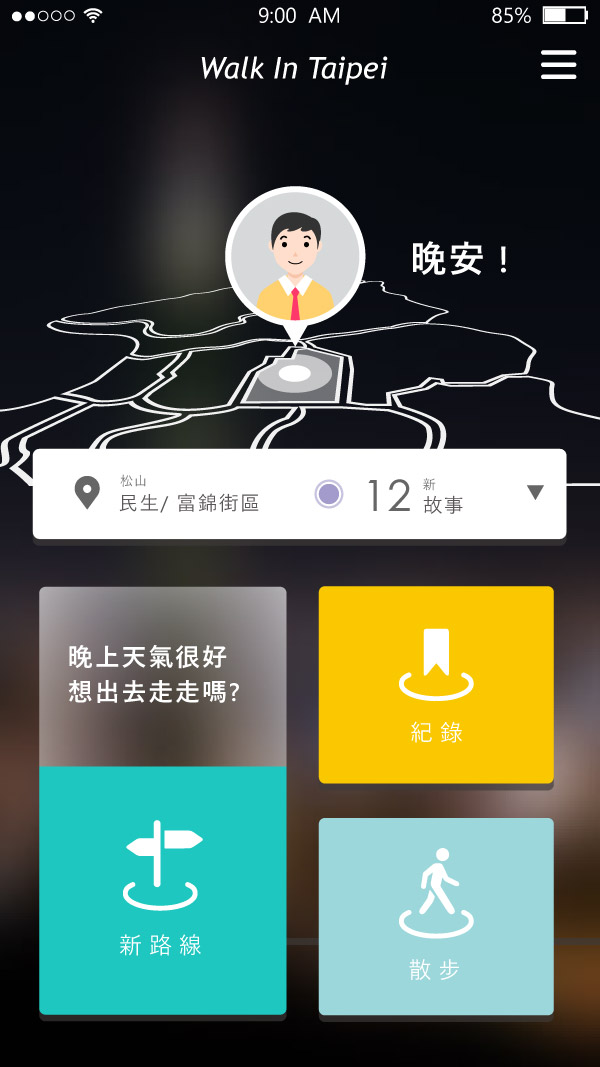 9:00 AM
85%
Walk In Taipei
晚安！
松山
民生/ 富錦街區
12
新
故事
晚上天氣很好
想出去走走嗎?
紀錄
新路線
散步